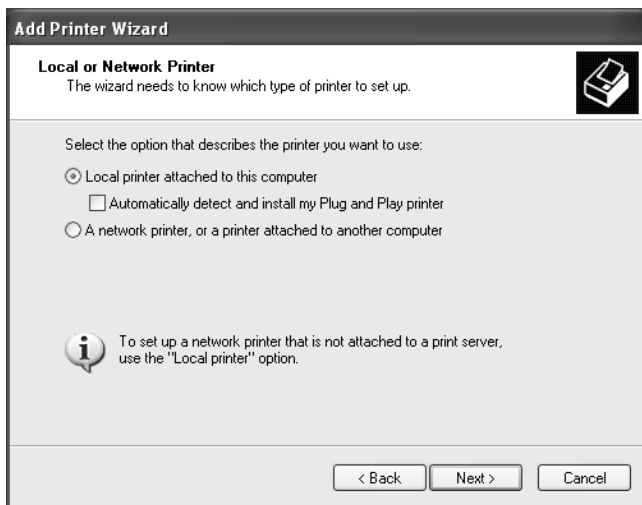 Add Printer Wizard
Local or Network Printer
The wizard needs to know which type of printer to set up.
Select the option that describes the printer you want to use:
Local printer attached to this computer
Automatically detect and install my Plug and Play printer
A network printer, or a printer attached to another computer
To set up a network printer that is not attached to a print server,
use the "Local printer" option.
< Back Next > Cancel